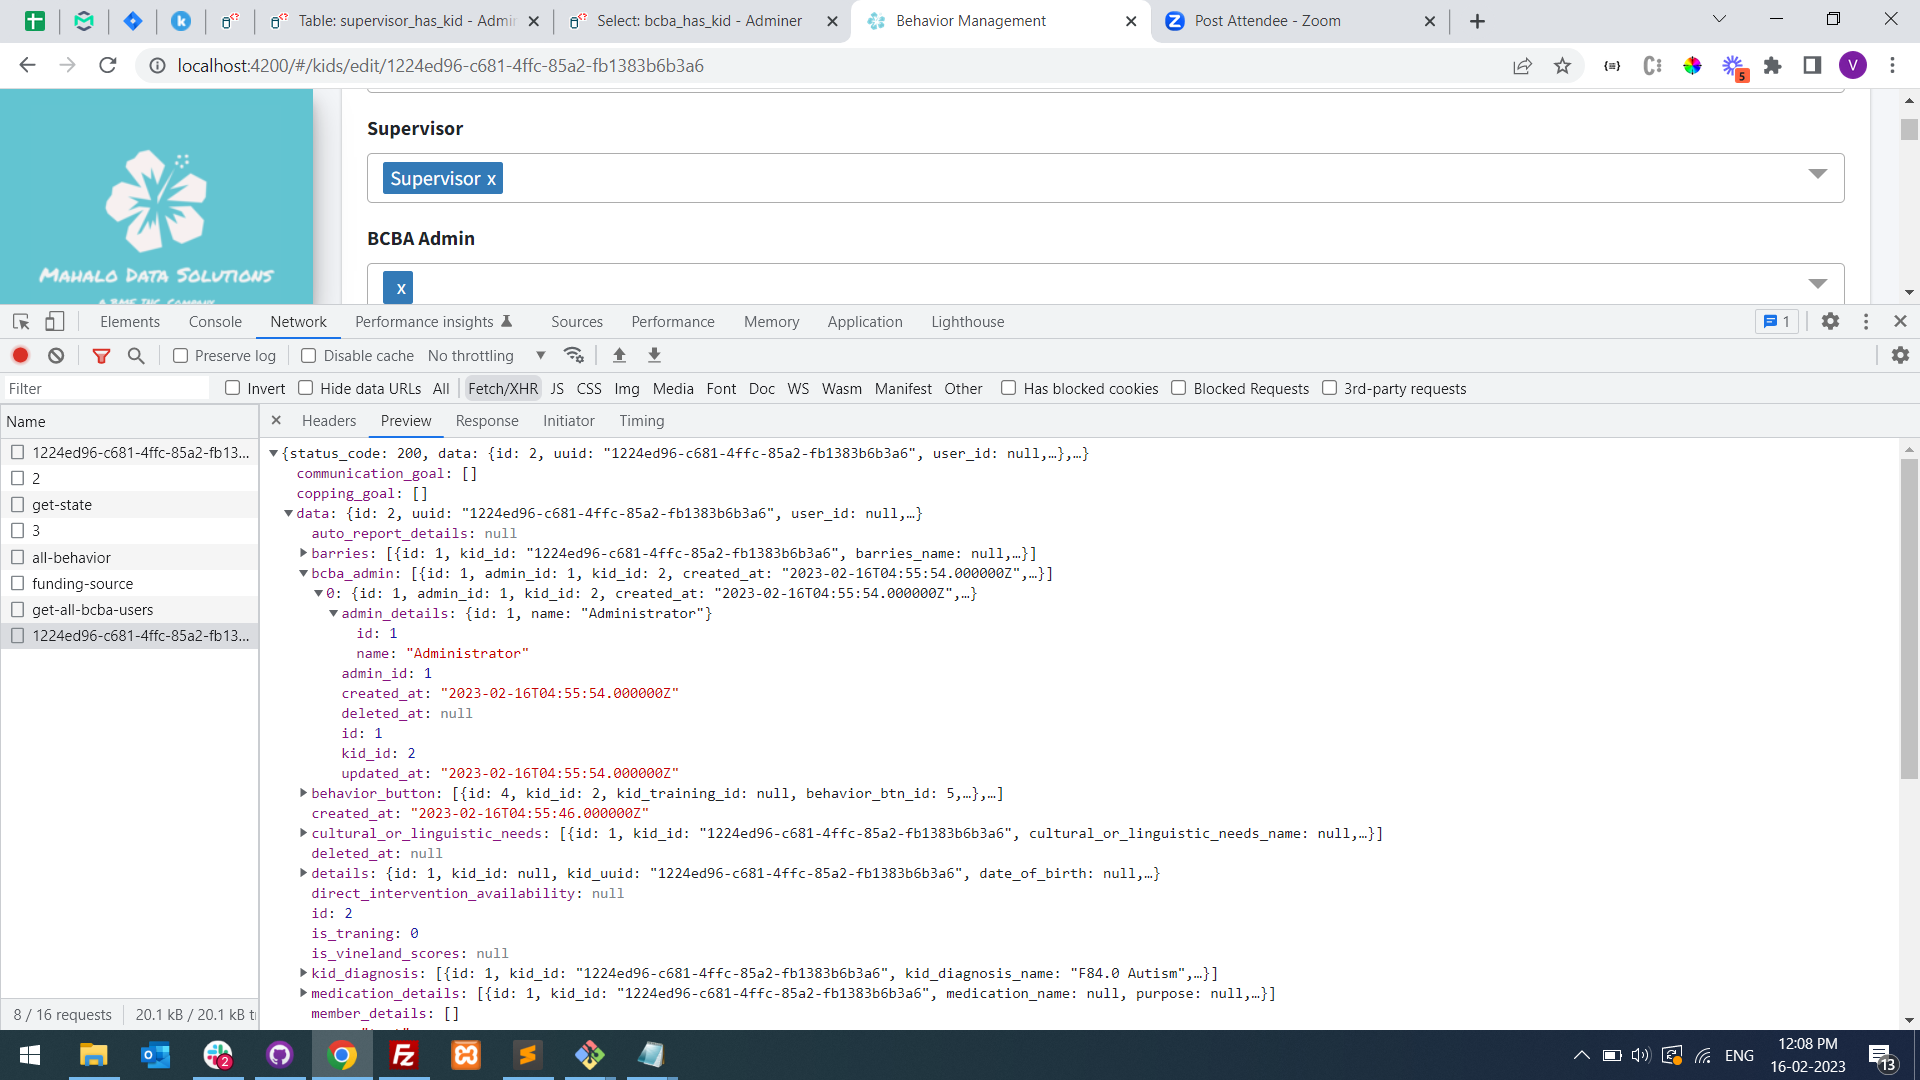 Table: supervisor_has_kid - Admin
Select: bcba_has_kid - Adminer
Behavior Management
Post Attendee - Zoom
localhost:4200/#/kids/edit/1224ed96-c681-4ffc-85a2-fb1383b6b3a6
5
V
Supervisor
Supervisor x
BCBA Admin
x
Mahalo Data Solutions
Elements Console Network Performance insights Sources Performance Memory Application Lighthouse 1
Preserve log Disable cache No throttling
Filter Invert Hide data URLs All Fetch/XHR JS CSS Img Media Font Doc WS Wasm Manifest Other Has blocked cookies Blocked Requests 3rd-party requests
Name
1224ed96-c681-4ffc-85a2-fb13...
2
get-state
3
all-behavior
funding-source
get-all-bcba-users
1224ed96-c681-4ffc-85a2-fb13...
8 / 16 requests 20.1 kB / 20.1 kB t
Headers Preview Response Initiator Timing
{status_code: 200, data: {id: 2, uuid: "1224ed96-c681-4ffc-85a2-fb1383b6b3a6", user_id: null,…},…}
communication_goal: []
copping_goal: []
data: {id: 2, uuid: "1224ed96-c681-4ffc-85a2-fb1383b6b3a6", user_id: null,…}
auto_report_details: null
barries: [{id: 1, kid_id: "1224ed96-c681-4ffc-85a2-fb1383b6b3a6", barries_name: null,…}]
bcba_admin: [{id: 1, admin_id: 1, kid_id: 2, created_at: "2023-02-16T04:55:54.000000Z",…}]
0: {id: 1, admin_id: 1, kid_id: 2, created_at: "2023-02-16T04:55:54.000000Z",…}
admin_details: {id: 1, name: "Administrator"}
id: 1
name: "Administrator"
admin_id: 1
created_at: "2023-02-16T04:55:54.000000Z"
deleted_at: null
id: 1
kid_id: 2
updated_at: "2023-02-16T04:55:54.000000Z"
behavior_button: [{id: 4, kid_id: 2, kid_training_id: null, behavior_btn_id: 5,…},…]
created_at: "2023-02-16T04:55:46.000000Z"
cultural_or_linguistic_needs: [{id: 1, kid_id: "1224ed96-c681-4ffc-85a2-fb1383b6b3a6", cultural_or_linguistic_needs_name: null,…}]
deleted_at: null
details: {id: 1, kid_id: null, kid_uuid: "1224ed96-c681-4ffc-85a2-fb1383b6b3a6", date_of_birth: null,…}
direct_intervention_availability: null
id: 2
is_traning: 0
is_vineland_scores: null
kid_diagnosis: [{id: 1, kid_id: "1224ed96-c681-4ffc-85a2-fb1383b6b3a6", kid_diagnosis_name: "F84.0 Autism",…}]
medication_details: [{id: 1, kid_id: "1224ed96-c681-4ffc-85a2-fb1383b6b3a6", medication_name: null, purpose: null,…}]
member_details: []
2
ENG
12:08 PM
16-02-2023
13